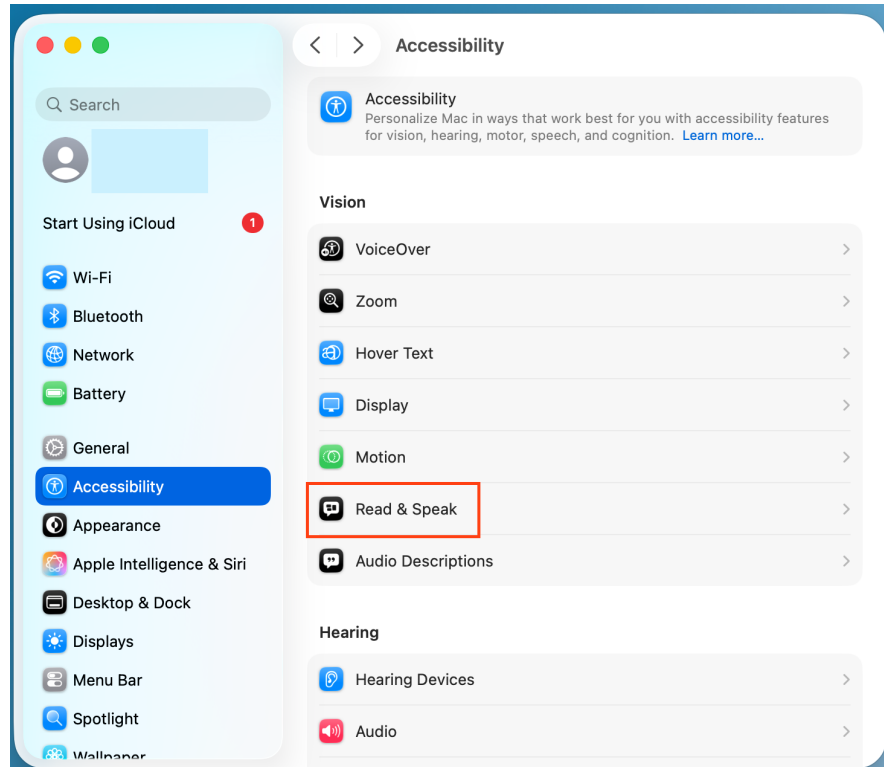 Accessibility
Search
Start Using iCloud 1
Wi-Fi
Bluetooth
Network
Battery
General
Accessibility
Appearance
Apple Intelligence & Siri
Desktop & Dock
Displays
Menu Bar
Spotlight
Wallpaper
Accessibility
Personalize Mac in ways that work best for you with accessibility features
for vision, hearing, motor, speech, and cognition. Learn more...
Vision
VoiceOver
Zoom
Hover Text
Display
Motion
Read & Speak
Audio Descriptions
Hearing
Hearing Devices
Audio